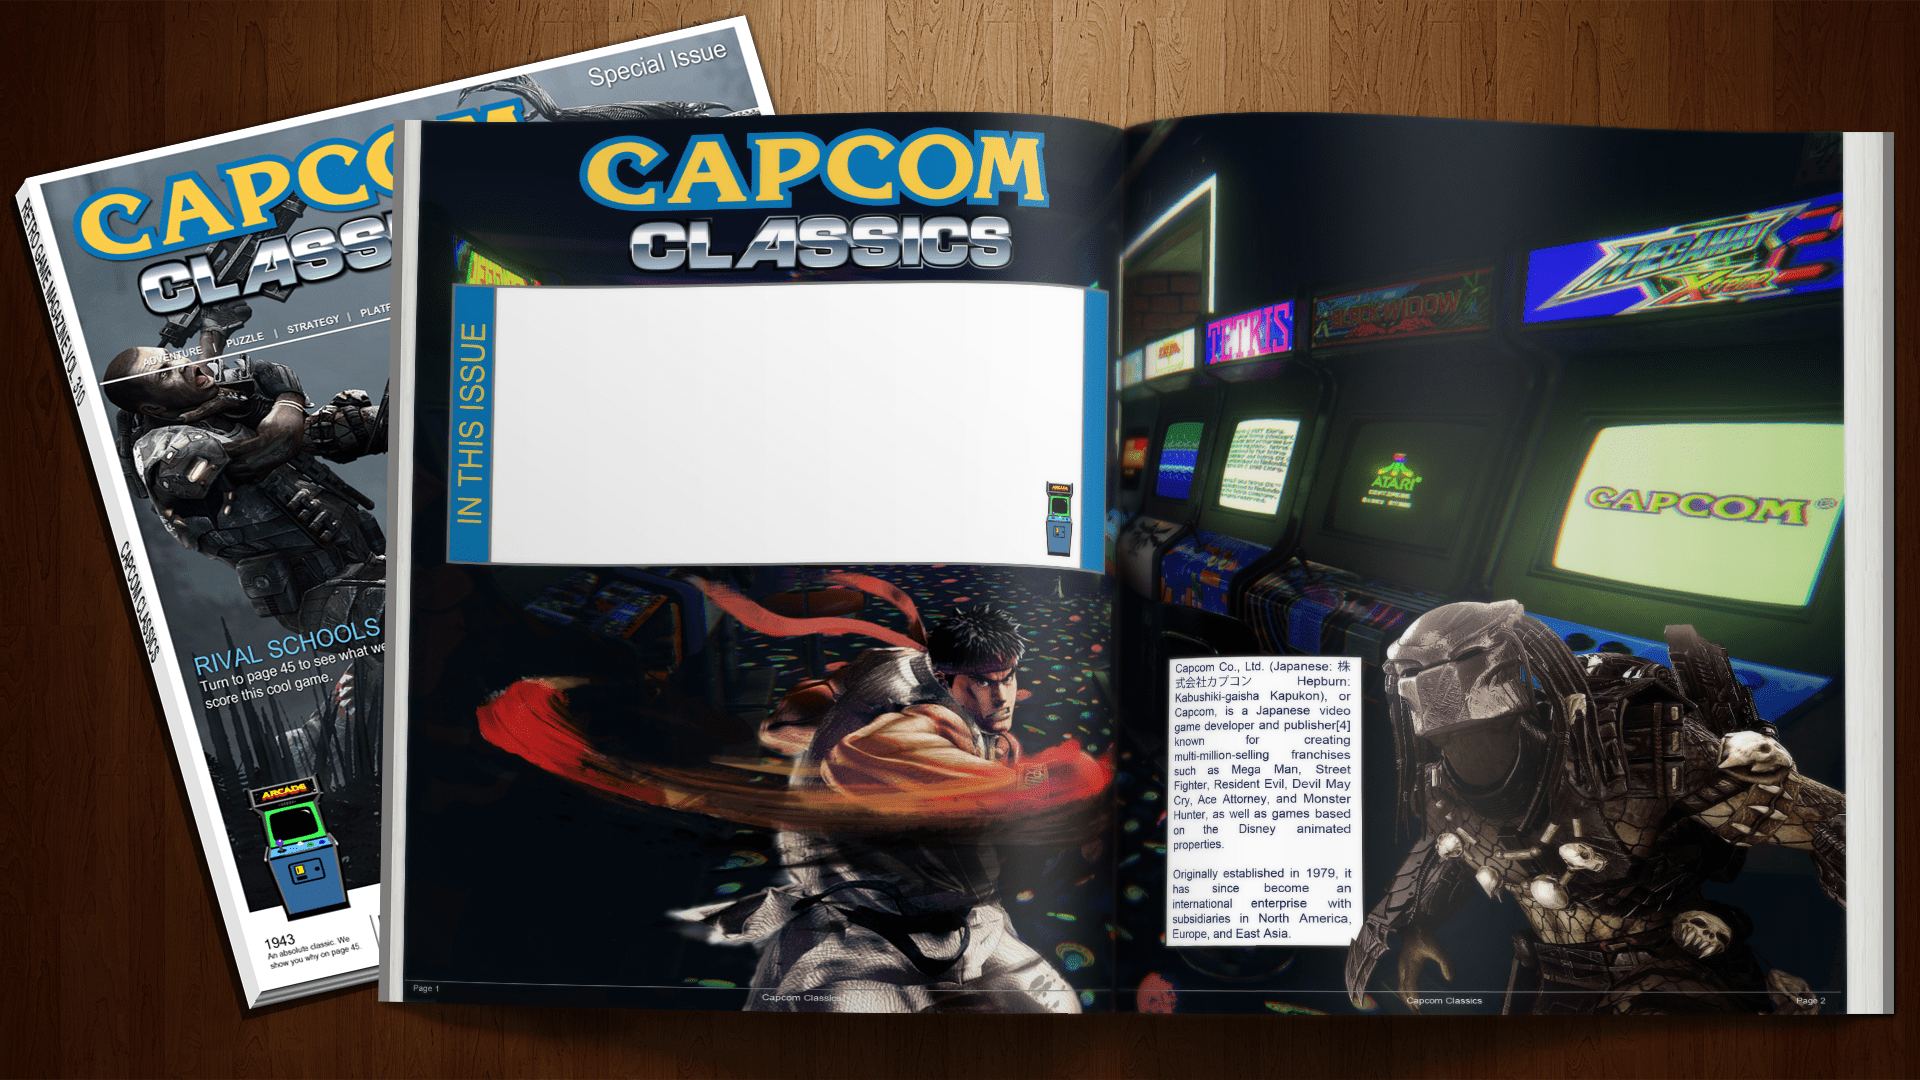 Special Issue
CAPCOM
CLASSI
RETRO GAME MAGAZINE VOL. 310
ADVENTURE | PUZZLE | STRATEGY | PLATF
RIVAL SCHOOLS
Turn to page 45 to see what we
score this cool game.
CAPCOM CLASSICS
ARCADE
1943
An absolute classic. We
show you why on page 45.
CAPCOM
CLASSICS
IN THIS ISSUE
ARCADE
Page 1
Capcom Classics
TETRIS
BLACK WIDOW
MEGAMAN
Xtreme
ATARI
CAPCOM
Capcom Co., Ltd. (Japanese: 株
式会社カプコン Hepburn:
Kabushiki-gaisha Kapukon), or
Capcom, is a Japanese video
game developer and publisher[4]
known for creating
multi-million-selling franchises
such as Mega Man, Street
Fighter, Resident Evil, Devil May
Cry, Ace Attorney, and Monster
Hunter, as well as games based
on the Disney animated
properties.
Originally established in 1979, it
has since become an
international enterprise with
subsidiaries in North America,
Europe, and East Asia.
Capcom Classics
Page 2